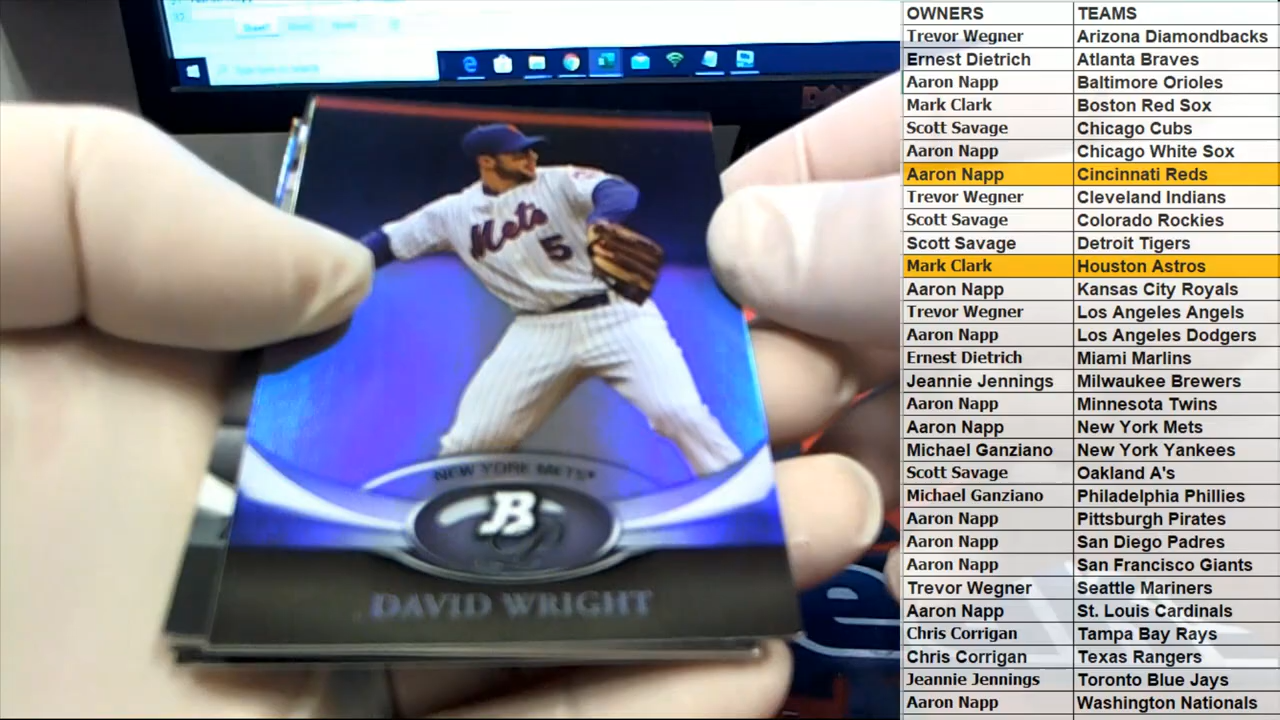 Mets
5
NEW YORK METS
B
DAVID WRIGHT
OWNERS TEAMS
Trevor Wegner Arizona Diamondbacks
Ernest Dietrich Atlanta Braves
Aaron Napp Baltimore Orioles
Mark Clark Boston Red Sox
Scott Savage Chicago Cubs
Aaron Napp Chicago White Sox
Aaron Napp Cincinnati Reds
Trevor Wegner Cleveland Indians
Scott Savage Colorado Rockies
Scott Savage Detroit Tigers
Mark Clark Houston Astros
Aaron Napp Kansas City Royals
Trevor Wegner Los Angeles Angels
Aaron Napp Los Angeles Dodgers
Ernest Dietrich Miami Marlins
Jeannie Jennings Milwaukee Brewers
Aaron Napp Minnesota Twins
Aaron Napp New York Mets
Michael Ganziano New York Yankees
Scott Savage Oakland A's
Michael Ganziano Philadelphia Phillies
Aaron Napp Pittsburgh Pirates
Aaron Napp San Diego Padres
Aaron Napp San Francisco Giants
Trevor Wegner Seattle Mariners
Aaron Napp St. Louis Cardinals
Chris Corrigan Tampa Bay Rays
Chris Corrigan Texas Rangers
Jeannie Jennings Toronto Blue Jays
Aaron Napp Washington Nationals